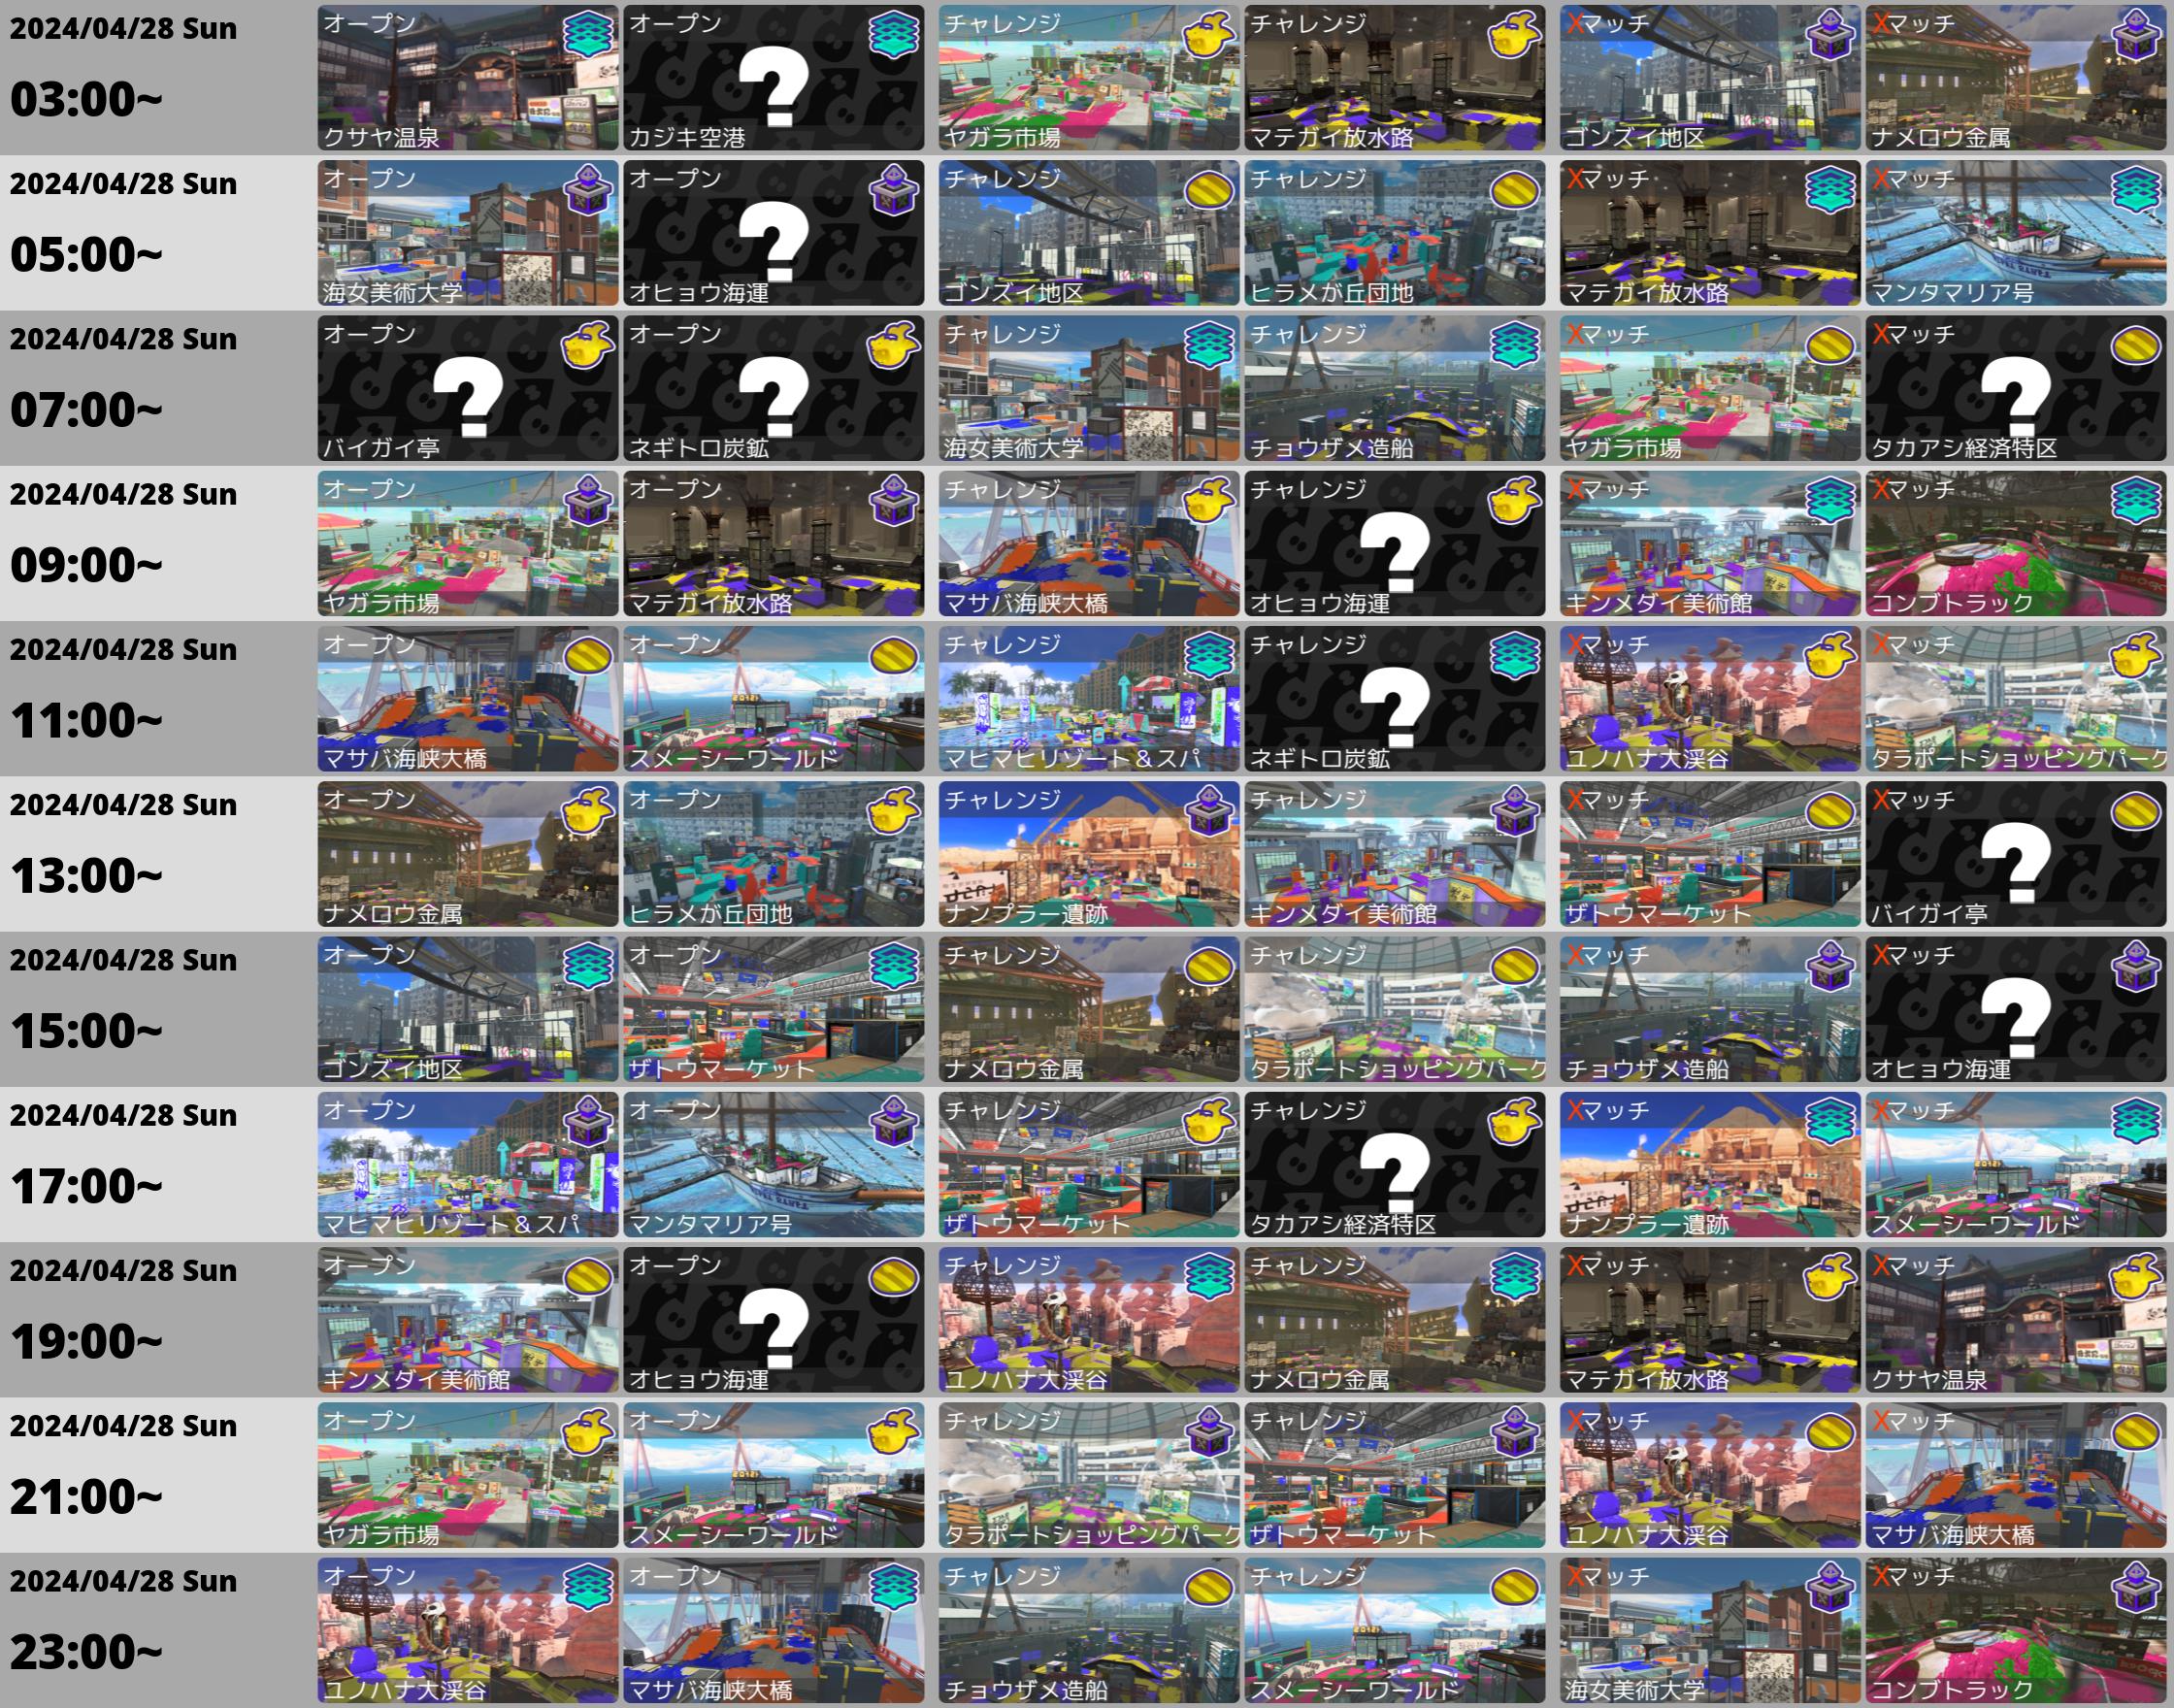 2024/04/28 Sun
03:00~
オープン オープン チャレンジ チャレンジ Xマッチ Xマッチ
クサヤ温泉 カジキ空港 ヤガラ市場 マテガイ放水路 ゴンズイ地区 ナメロウ金属
2024/04/28 Sun
05:00~
オープン オープン チャレンジ チャレンジ Xマッチ Xマッチ
海女美術大学 オヒョウ海運 ゴンズイ地区 ヒラメが丘団地 マテガイ放水路 マンタマリア号
2024/04/28 Sun
07:00~
オープン オープン チャレンジ チャレンジ Xマッチ Xマッチ
バイガイ亭 ネギトロ炭鉱 海女美術大学 チョウザメ造船 ヤガラ市場 タカアシ経済特区
2024/04/28 Sun
09:00~
オープン オープン チャレンジ チャレンジ Xマッチ Xマッチ
ヤガラ市場 マテガイ放水路 マサバ海峡大橋 オヒョウ海運 キンメダイ美術館 コンブトラック
2024/04/28 Sun
11:00~
オープン オープン チャレンジ チャレンジ Xマッチ Xマッチ
マサバ海峡大橋 スメーシーワールド マヒマヒリゾート＆スパ ネギトロ炭鉱 ユノハナ大渓谷 タラポートショッピングパーク
2024/04/28 Sun
13:00~
オープン オープン チャレンジ チャレンジ Xマッチ Xマッチ
ナメロウ金属 ヒラメが丘団地 ナンプラー遺跡 キンメダイ美術館 ザトウマーケット バイガイ亭
2024/04/28 Sun
15:00~
オープン オープン チャレンジ チャレンジ Xマッチ Xマッチ
ゴンズイ地区 ザトウマーケット ナメロウ金属 タラポートショッピングパーク チョウザメ造船 オヒョウ海運
2024/04/28 Sun
17:00~
オープン オープン チャレンジ チャレンジ Xマッチ Xマッチ
マヒマヒリゾート＆スパ マンタマリア号 ザトウマーケット タカアシ経済特区 ナンプラー遺跡 スメーシーワールド
2024/04/28 Sun
19:00~
オープン オープン チャレンジ チャレンジ Xマッチ Xマッチ
キンメダイ美術館 オヒョウ海運 ユノハナ大渓谷 ナメロウ金属 マテガイ放水路 クサヤ温泉
2024/04/28 Sun
21:00~
オープン オープン チャレンジ チャレンジ Xマッチ Xマッチ
ヤガラ市場 スメーシーワールド タラポートショッピングパーク ザトウマーケット ユノハナ大渓谷 マサバ海峡大橋
2024/04/28 Sun
23:00~
オープン オープン チャレンジ チャレンジ Xマッチ Xマッチ
ユノハナ大渓谷 マサバ海峡大橋 チョウザメ造船 スメーシーワールド 海女美術大学 コンブトラック